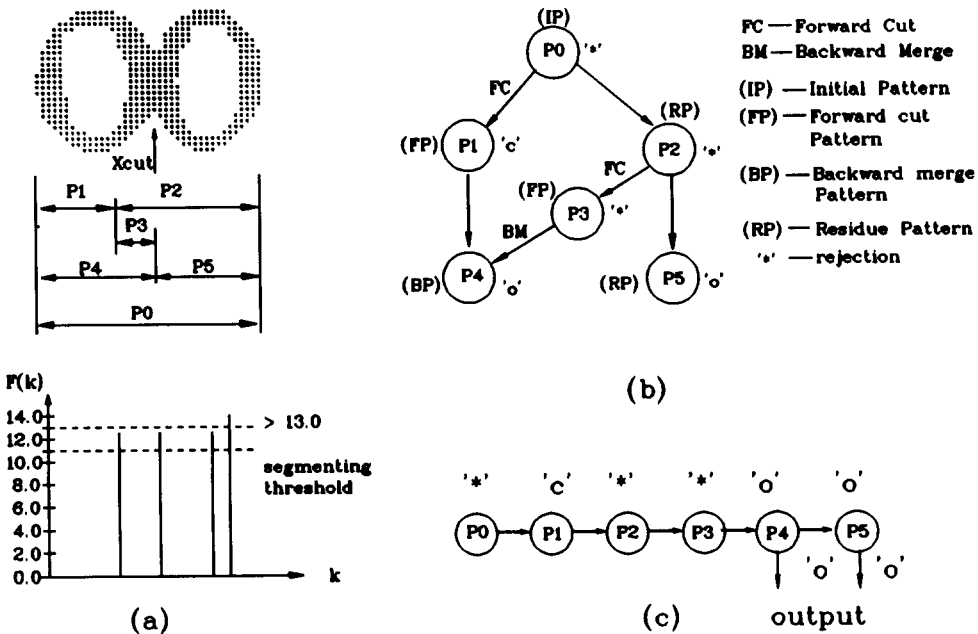 Xcut
P1 P2
P3
P4 P5
P0
F(k)
14.0
12.0
10.0
8.0
6.0
4.0
2.0
0.0
> 13.0
segmenting
threshold
k
(a)
(IP)
P0 '*'
FC
(RP)
(FP) P1 'c'
P2 '*'
FC
(FP)
P3 '*'
BM
(BP) P4 'o'
(RP) P5 'o'
(b)
FC — Forward Cut
BM — Backward Merge
(IP) — Initial Pattern
(FP) — Forward cut
Pattern
(BP) — Backward merge
Pattern
(RP) — Residue Pattern
'*' — rejection
'*' 'C' '*' '*' 'O' 'O'
P0 P1 P2 P3 P4 P5
'O' 'O'
(c) output